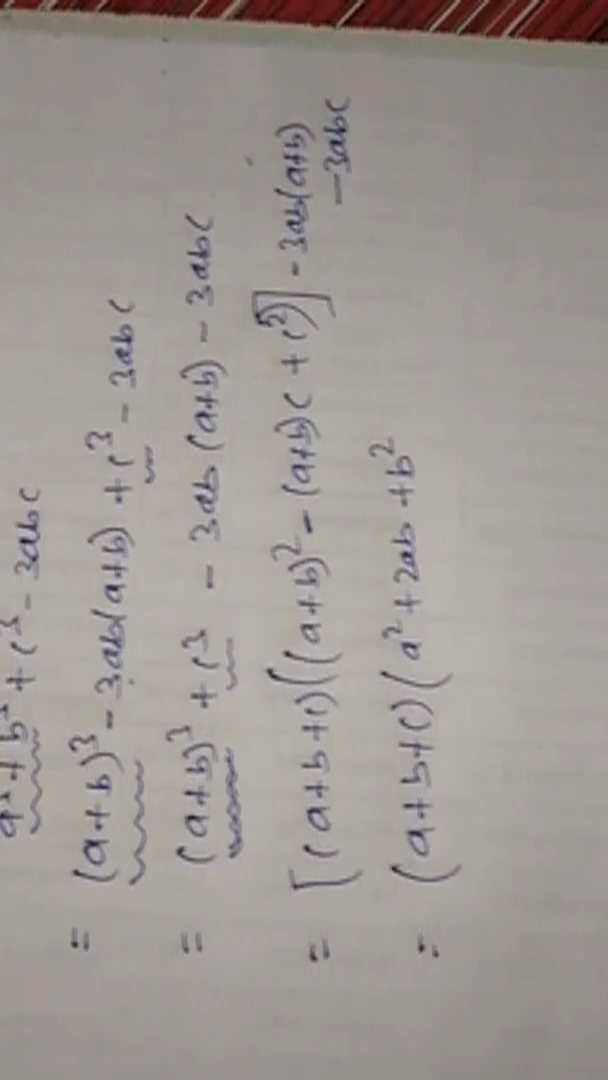 a³ + b³ + c³ - 3abc
= (a+b)³ - 3ab(a+b) + c³ - 3abc
= (a+b)³ + c³ - 3ab(a+b) - 3abc
= [(a+b+c)((a+b)² - (a+b)c + c²)] - 3ab(a+b) - 3abc
= (a+b+c)(a² + 2ab + b²